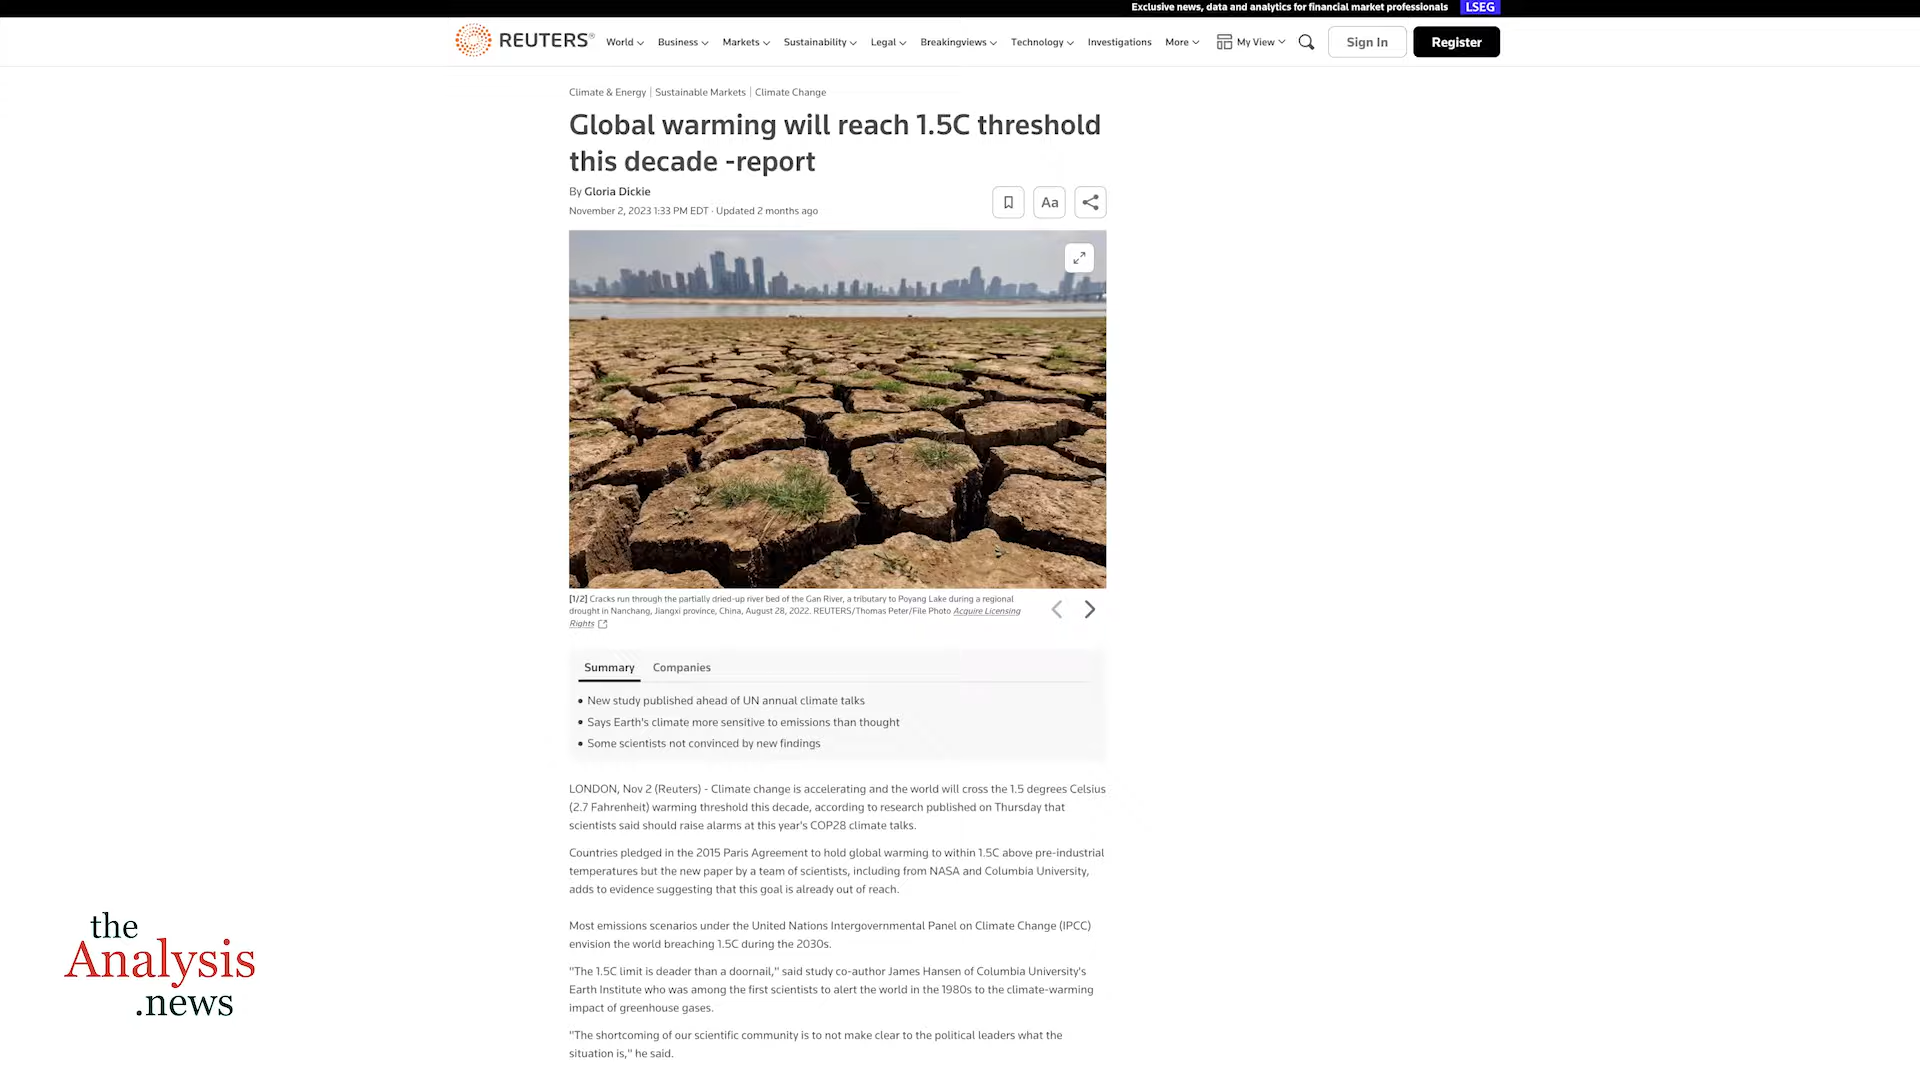 Exclusive news, data and analytics for financial market professionals LSEG
REUTERS® World Business Markets Sustainability Legal Breakingviews Technology Investigations More My View Sign In Register
Climate & Energy | Sustainable Markets | Climate Change
Global warming will reach 1.5C threshold
this decade -report
By Gloria Dickie
November 2, 2023 1:33 PM EDT · Updated 2 months ago
Aa
[1/2] Cracks run through the partially dried-up river bed of the Gan River, a tributary to Poyang Lake during a regional
drought in Nanchang, Jiangxi province, China, August 28, 2022. REUTERS/Thomas Peter/File Photo Acquire Licensing
Rights
Summary Companies
• New study published ahead of UN annual climate talks
• Says Earth's climate more sensitive to emissions than thought
• Some scientists not convinced by new findings
LONDON, Nov 2 (Reuters) - Climate change is accelerating and the world will cross the 1.5 degrees Celsius
(2.7 Fahrenheit) warming threshold this decade, according to research published on Thursday that
scientists said should raise alarms at this year's COP28 climate talks.
Countries pledged in the 2015 Paris Agreement to hold global warming to within 1.5C above pre-industrial
temperatures but the new paper by a team of scientists, including from NASA and Columbia University,
adds to evidence suggesting that this goal is already out of reach.
Most emissions scenarios under the United Nations Intergovernmental Panel on Climate Change (IPCC)
envision the world breaching 1.5C during the 2030s.
"The 1.5C limit is deader than a doornail," said study co-author James Hansen of Columbia University's
Earth Institute who was among the first scientists to alert the world in the 1980s to the climate-warming
impact of greenhouse gases.
"The shortcoming of our scientific community is to not make clear to the political leaders what the
situation is," he said.
the
Analysis
.news